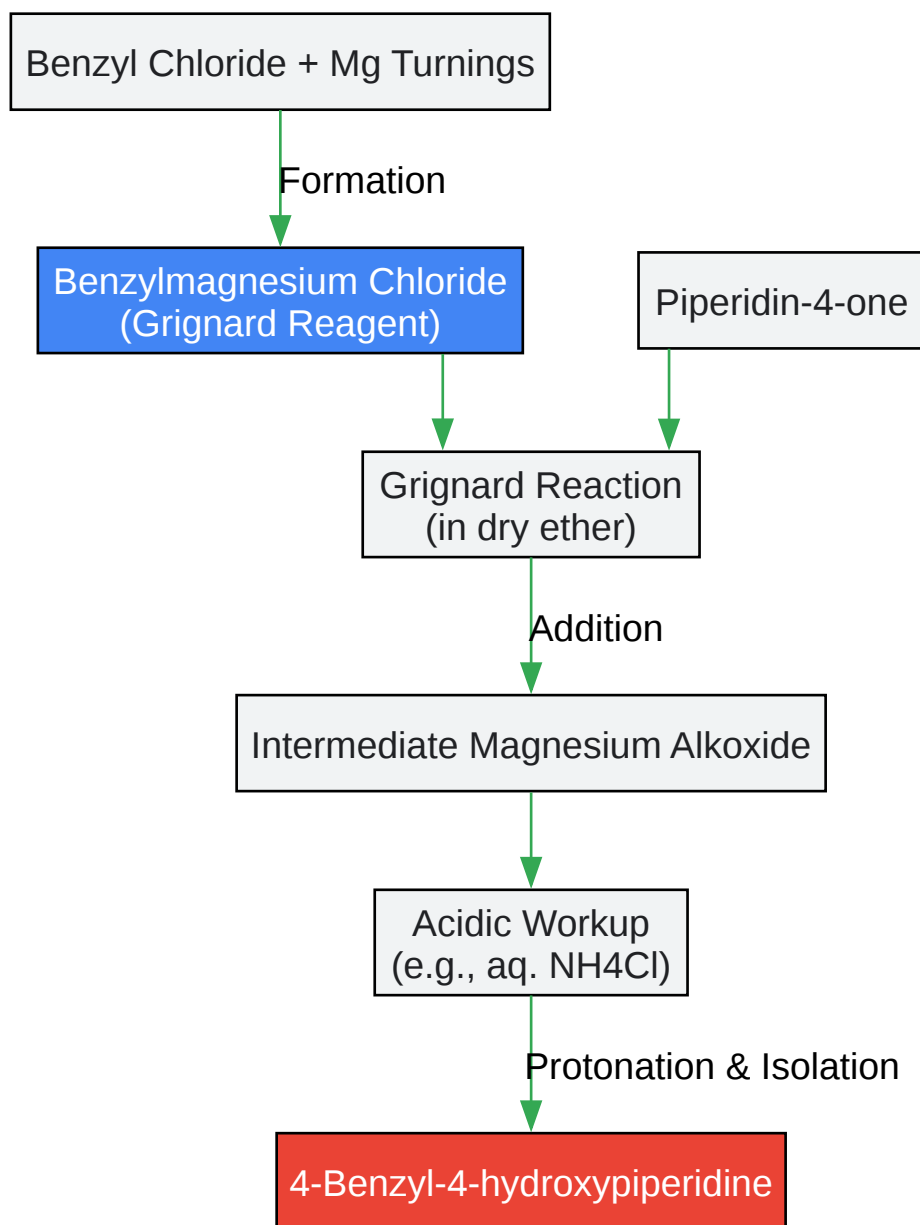 Benzyl Chloride + Mg Turnings
Formation
Benzylmagnesium Chloride
(Grignard Reagent)
Piperidin-4-one
Grignard Reaction
(in dry ether)
Addition
Intermediate Magnesium Alkoxide
Acidic Workup
(e.g., aq. NH4Cl)
Protonation & Isolation
4-Benzyl-4-hydroxypiperidine